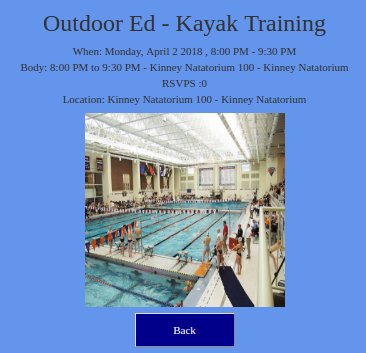 Outdoor Ed - Kayak Training
When: Monday, April 2 2018 , 8:00 PM - 9:30 PM
Body: 8:00 PM to 9:30 PM - Kinney Natatorium 100 - Kinney Natatorium
RSVPS :0
Location: Kinney Natatorium 100 - Kinney Natatorium
Back